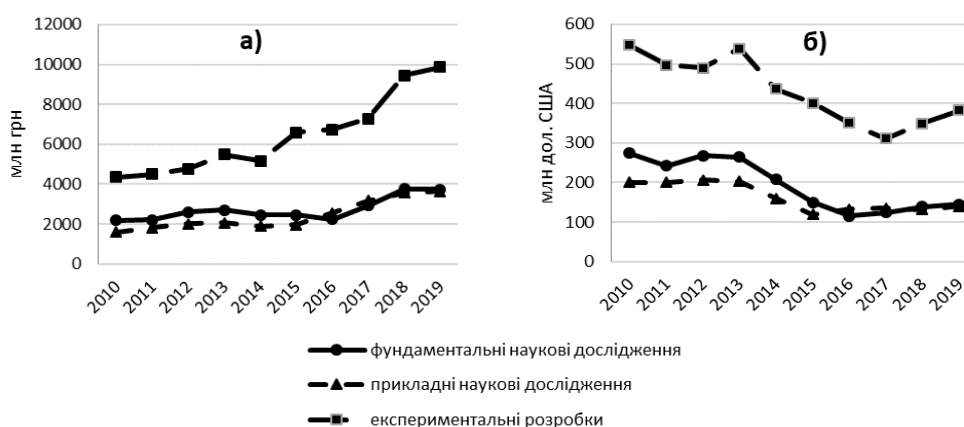 а)
млн грн
12000
10000
8000
6000
4000
2000
0
2010 2011 2012 2013 2014 2015 2016 2017 2018 2019
б)
млн дол. США
600
500
400
300
200
100
0
2010 2011 2012 2013 2014 2015 2016 2017 2018 2019
фундаментальні наукові дослідження
прикладні наукові дослідження
експериментальні розробки